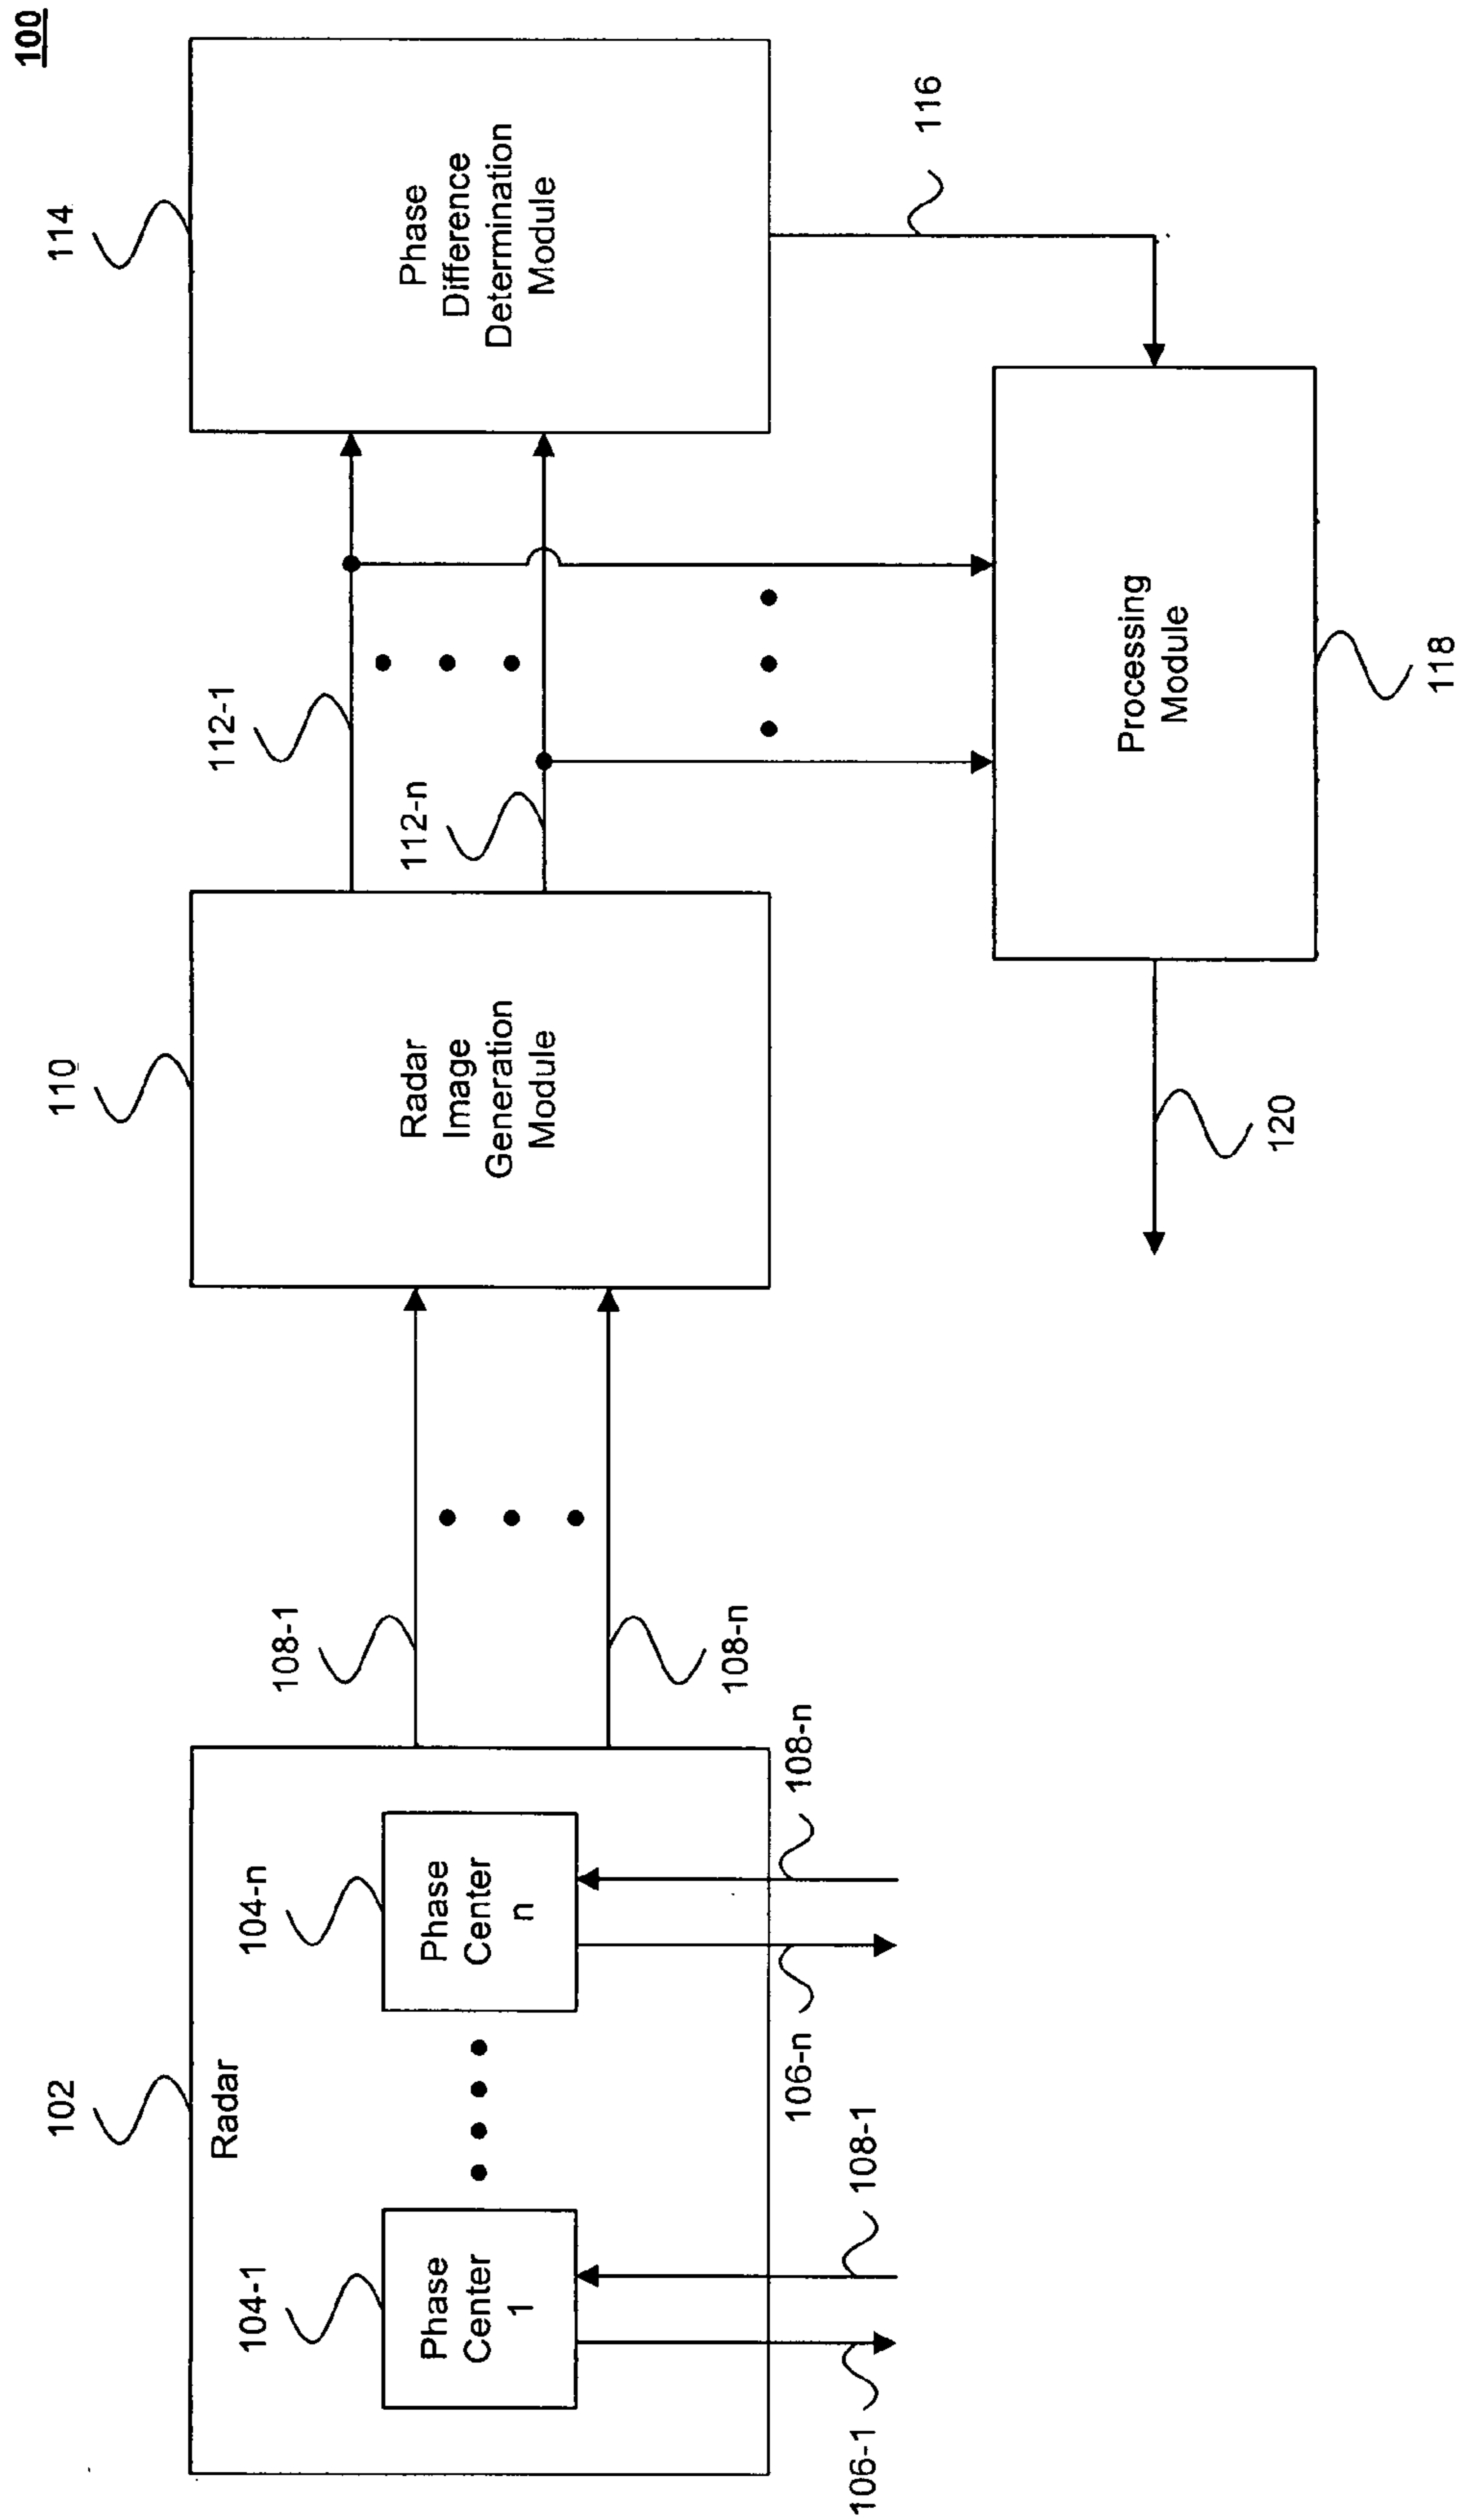 100
102
Radar
104-1
Phase
Center
1
104-n
Phase
Center
n
106-1
108-1
106-n
108-n
108-1
108-n
110
Radar
Image
Generation
Module
112-1
112-n
114
Phase
Difference
Determination
Module
116
Processing
Module
118
120